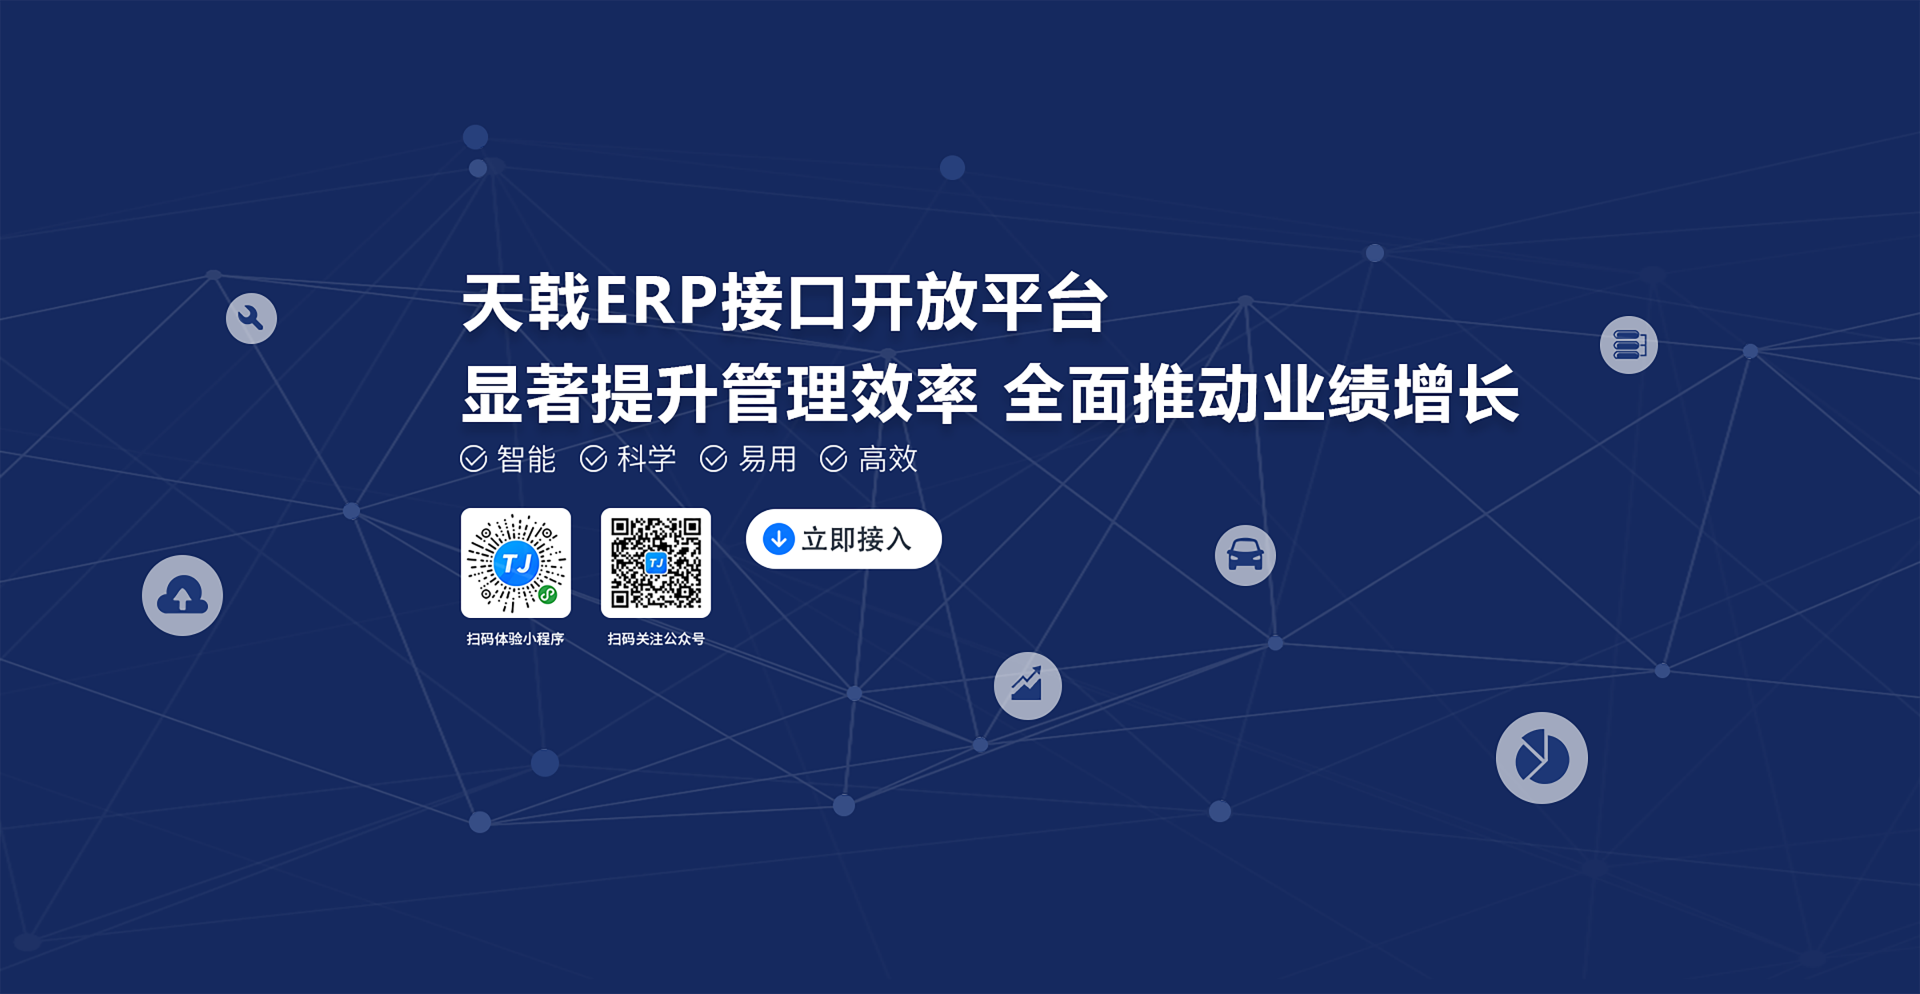 天戟ERP接口开放平台
显著提升管理效率 全面推动业绩增长
智能 科学 易用 高效
TJ
TJ
立即接入
扫码体验小程序
扫码关注公众号